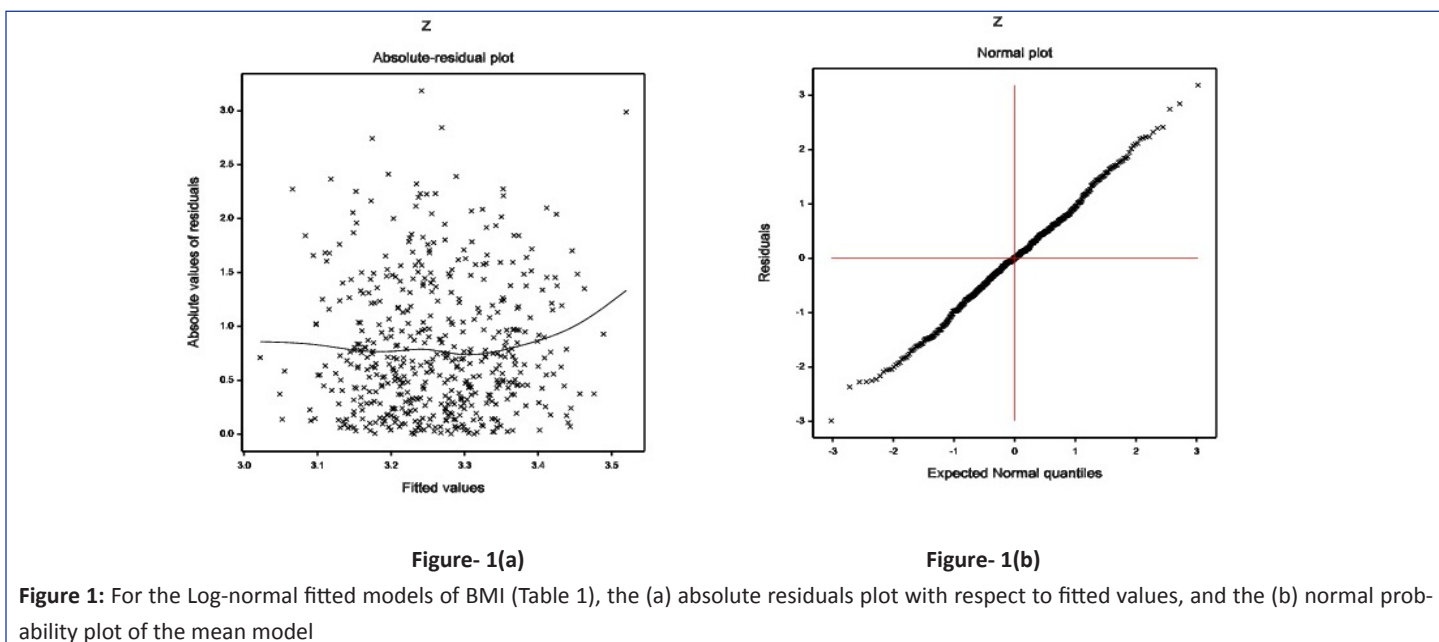 Z
Absolute-residual plot
Absolute values of residuals
3.0
2.5
2.0
1.5
1.0
0.5
0.0
3.0 3.1 3.2 3.3 3.4 3.5
Fitted values
Z
Normal plot
Residuals
3
2
1
0
-1
-2
-3
-3 -2 -1 0 1 2 3
Expected Normal quantiles
Figure- 1(a) Figure- 1(b)
Figure 1: For the Log-normal fitted models of BMI (Table 1), the (a) absolute residuals plot with respect to fitted values, and the (b) normal prob-
ability plot of the mean model